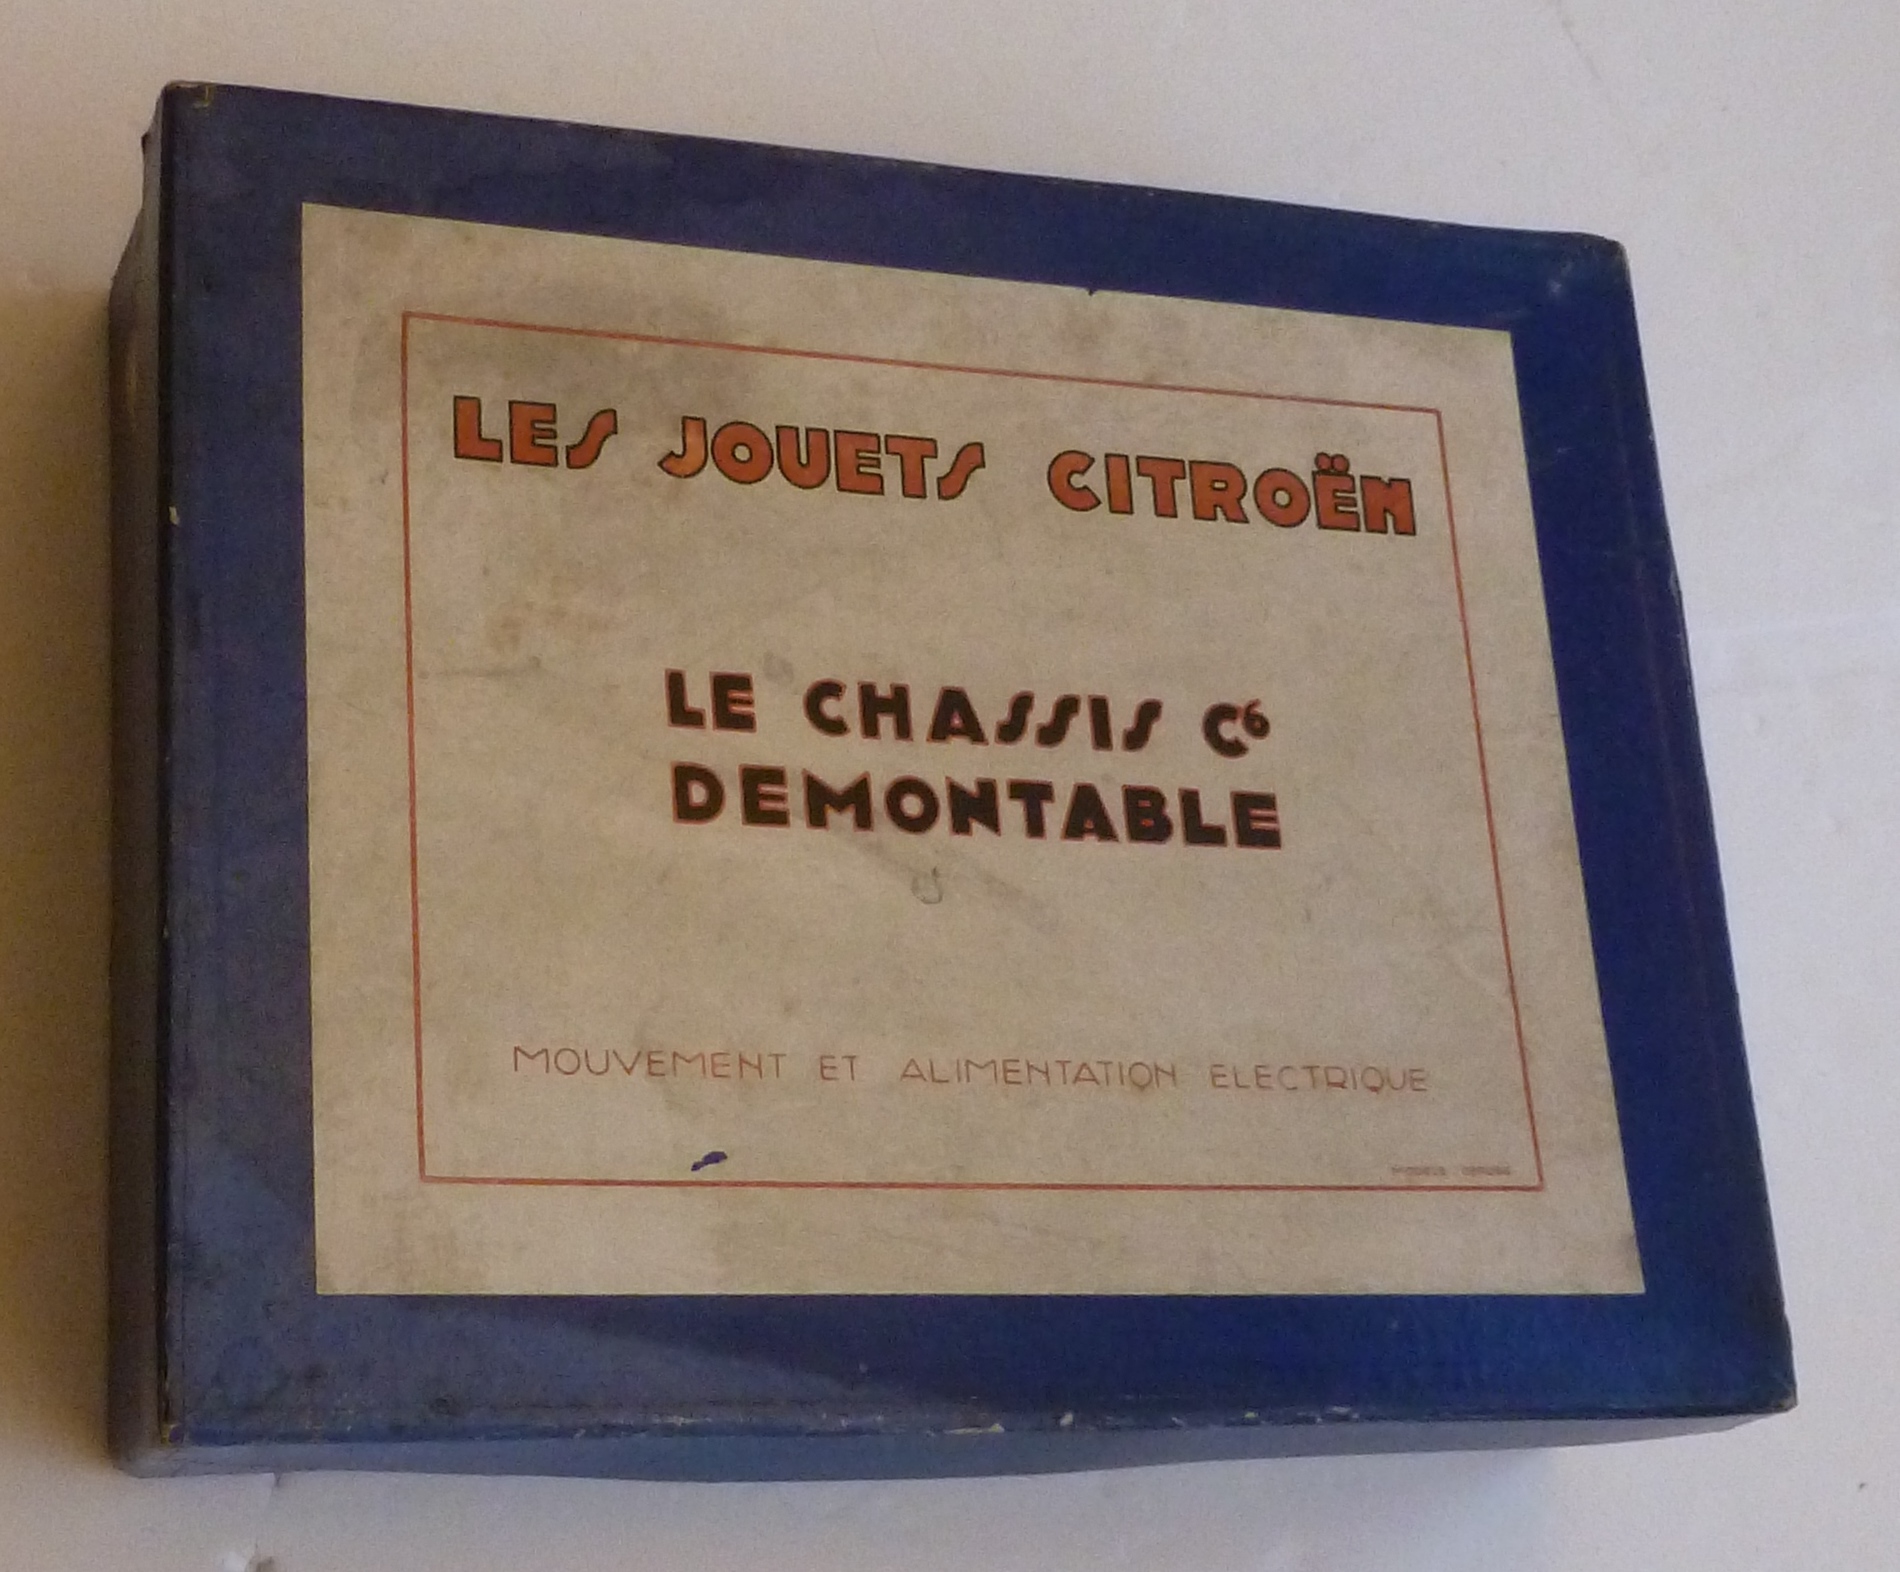 LES JOUETS CITROËN
LE CHASSIS C6
DEMONTABLE
MOUVEMENT ET ALIMENTATION ELECTRIQUE